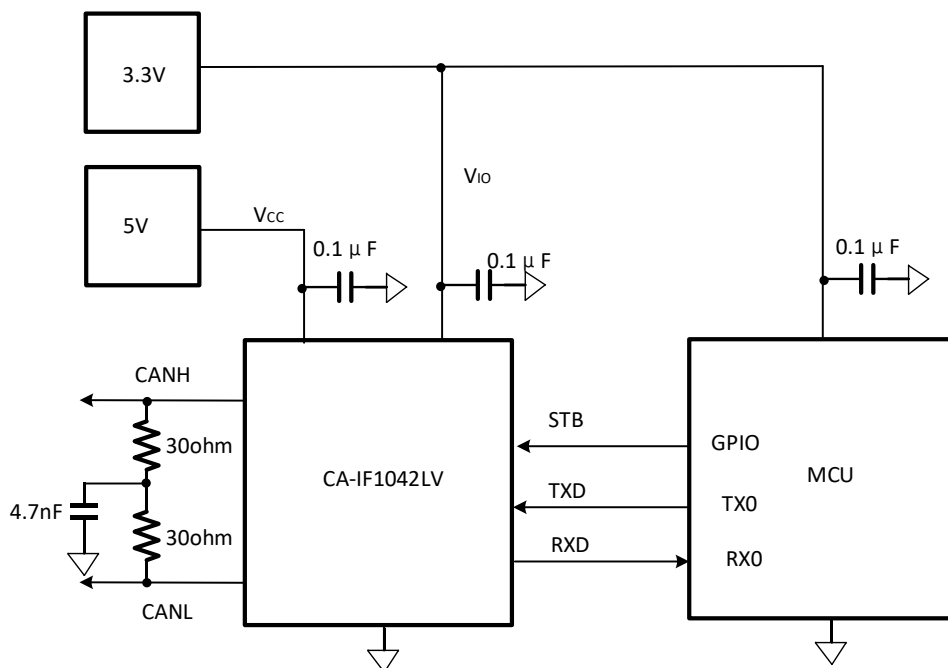 3.3V
VIO
5V
VCC
0.1 μ F
0.1 μ F
0.1 μ F
CANH
30ohm
4.7nF
30ohm
CANL
CA-IF1042LV
STB
TXD
RXD
GPIO
TX0
RX0
MCU